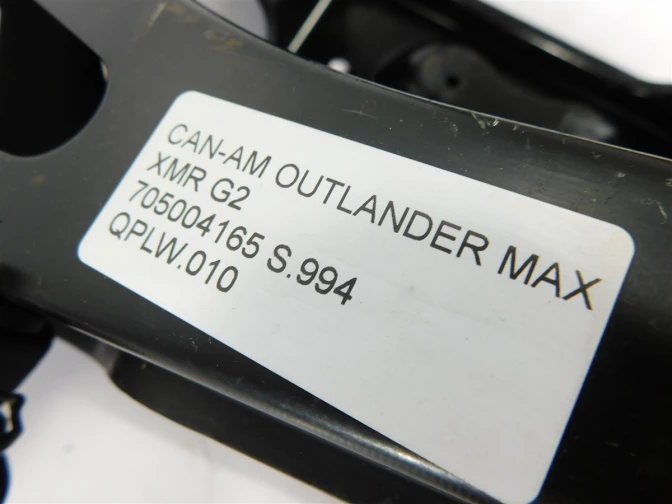 CAN-AM OUTLANDER MAX
XMR G2
705004165 S.994
QPLW.010